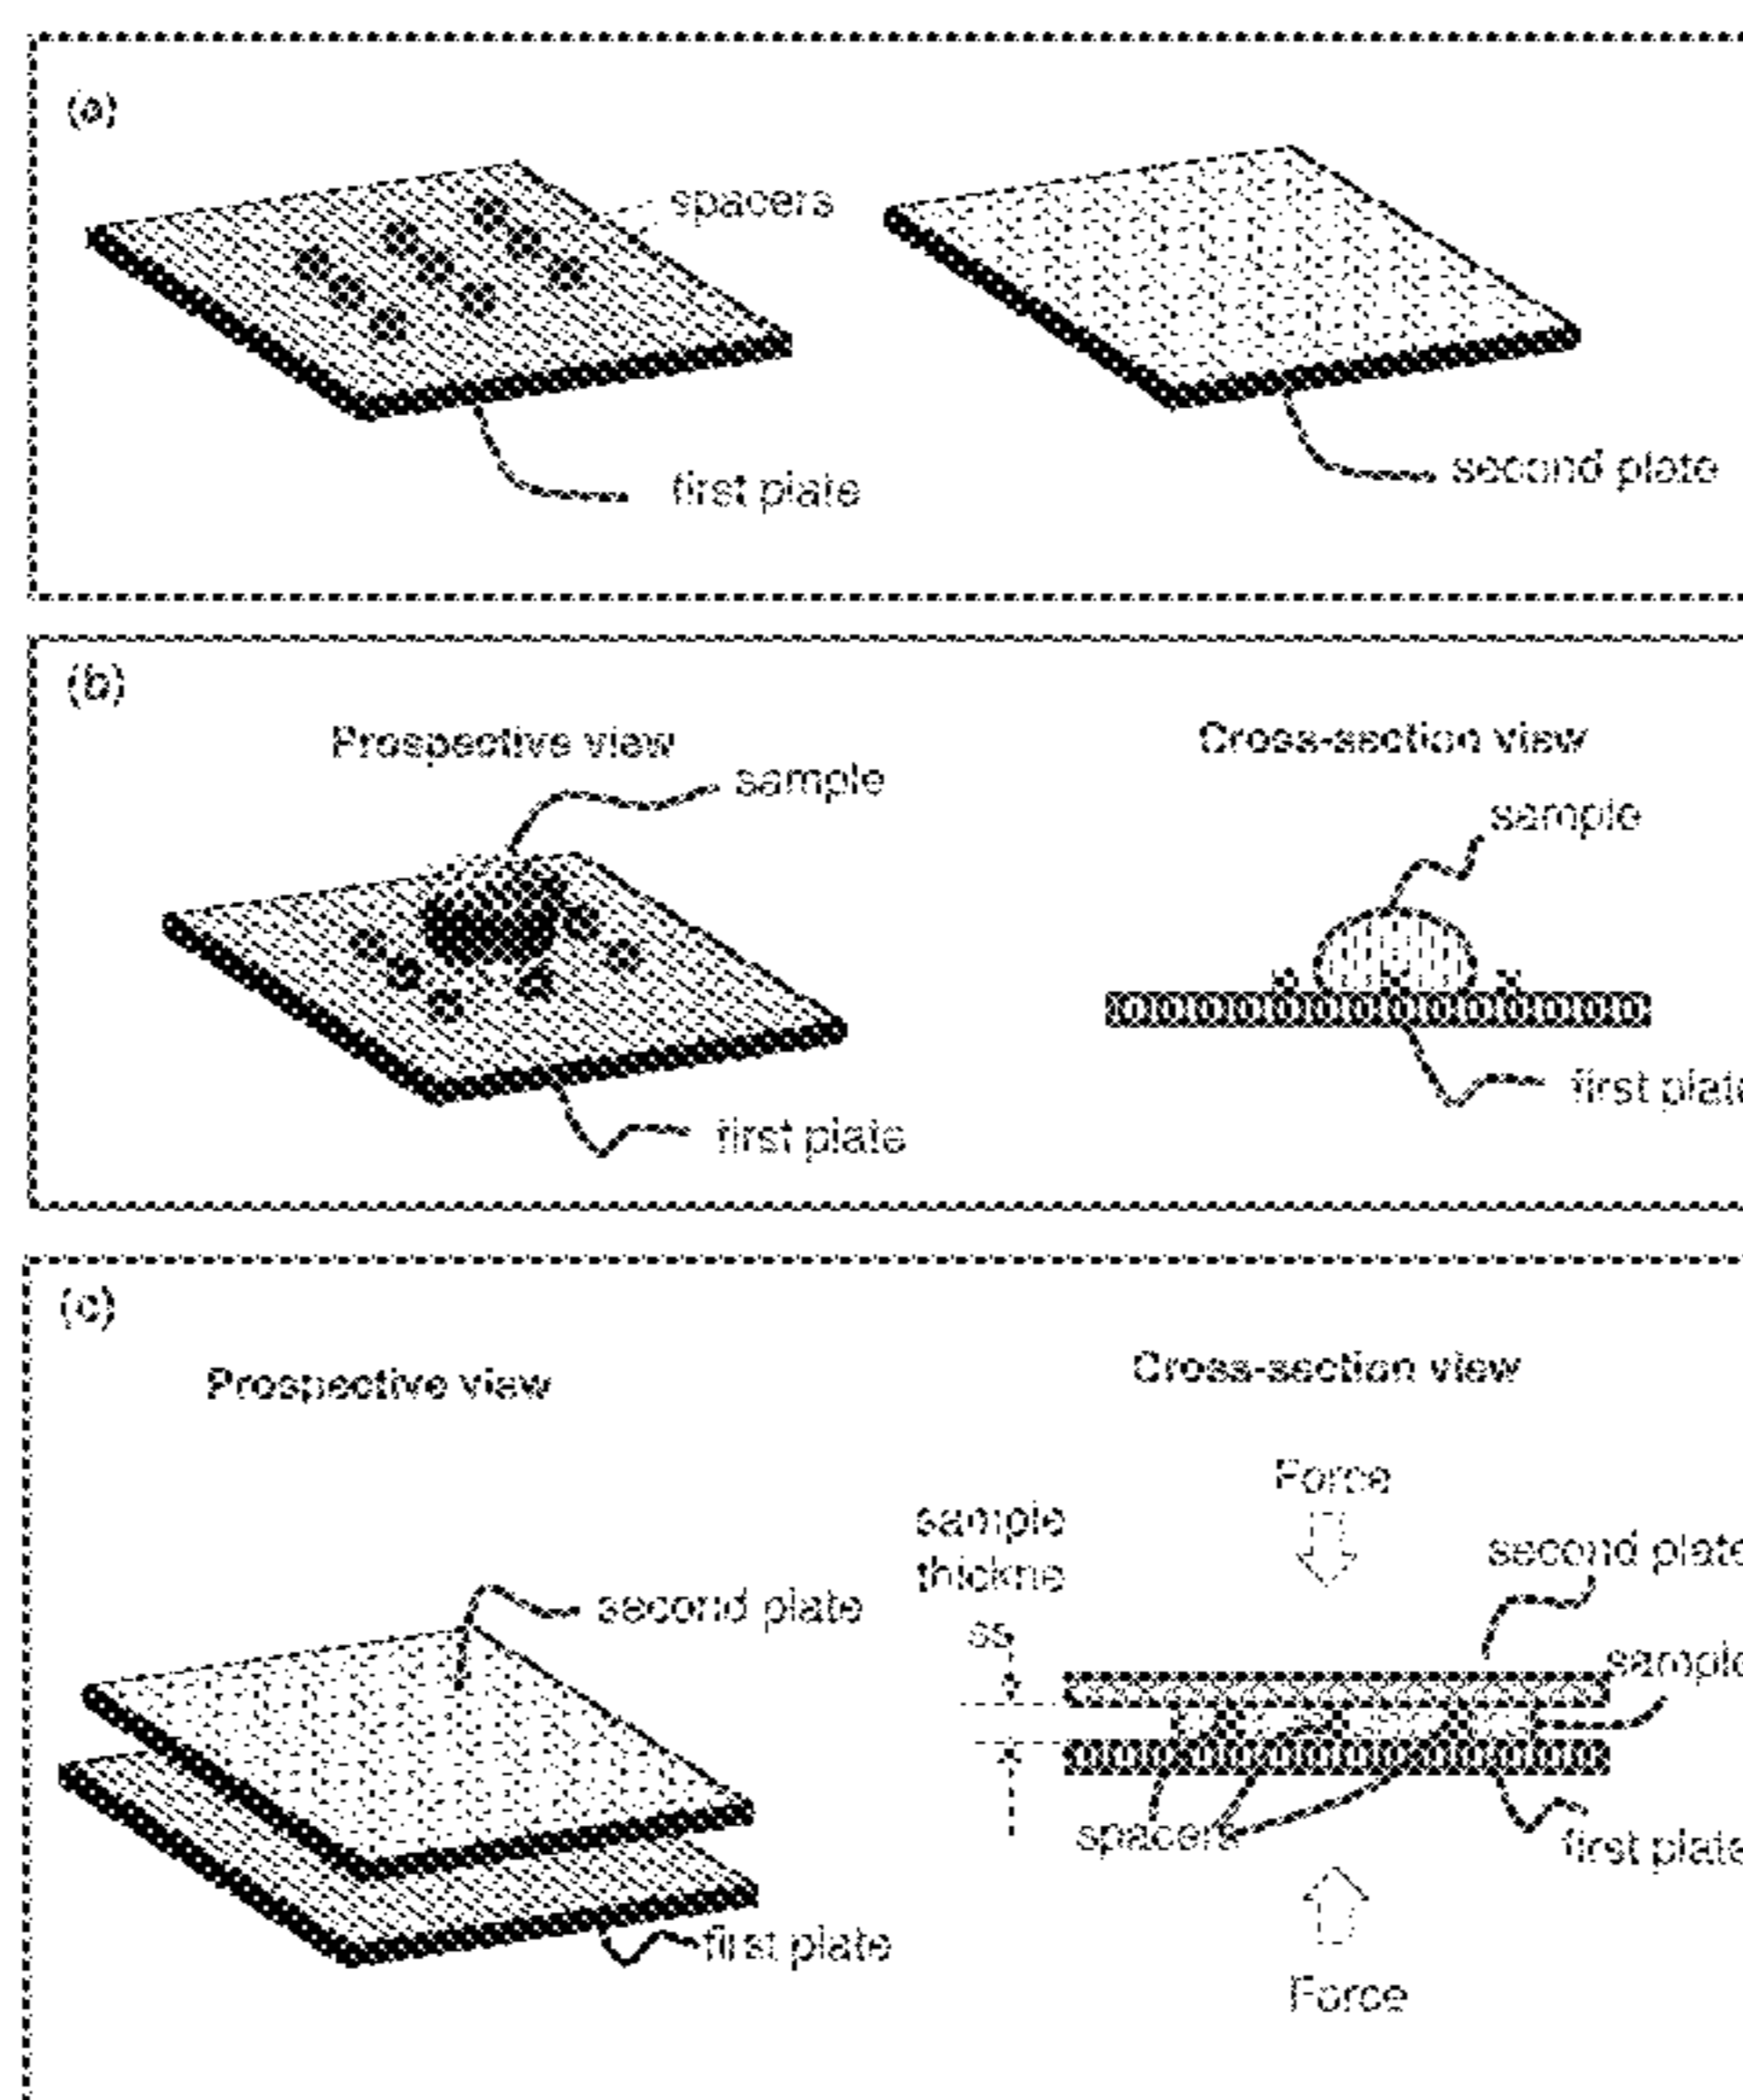 (a)
spacers
first plate
second plate
(b)
Prospective view
Cross-section view
sample
sample
first plate
first plate
(c)
Prospective view
Cross-section view
Force
sample
thickne
ss
second plate
second plate
sample
spacers
first plate
first plate
Force